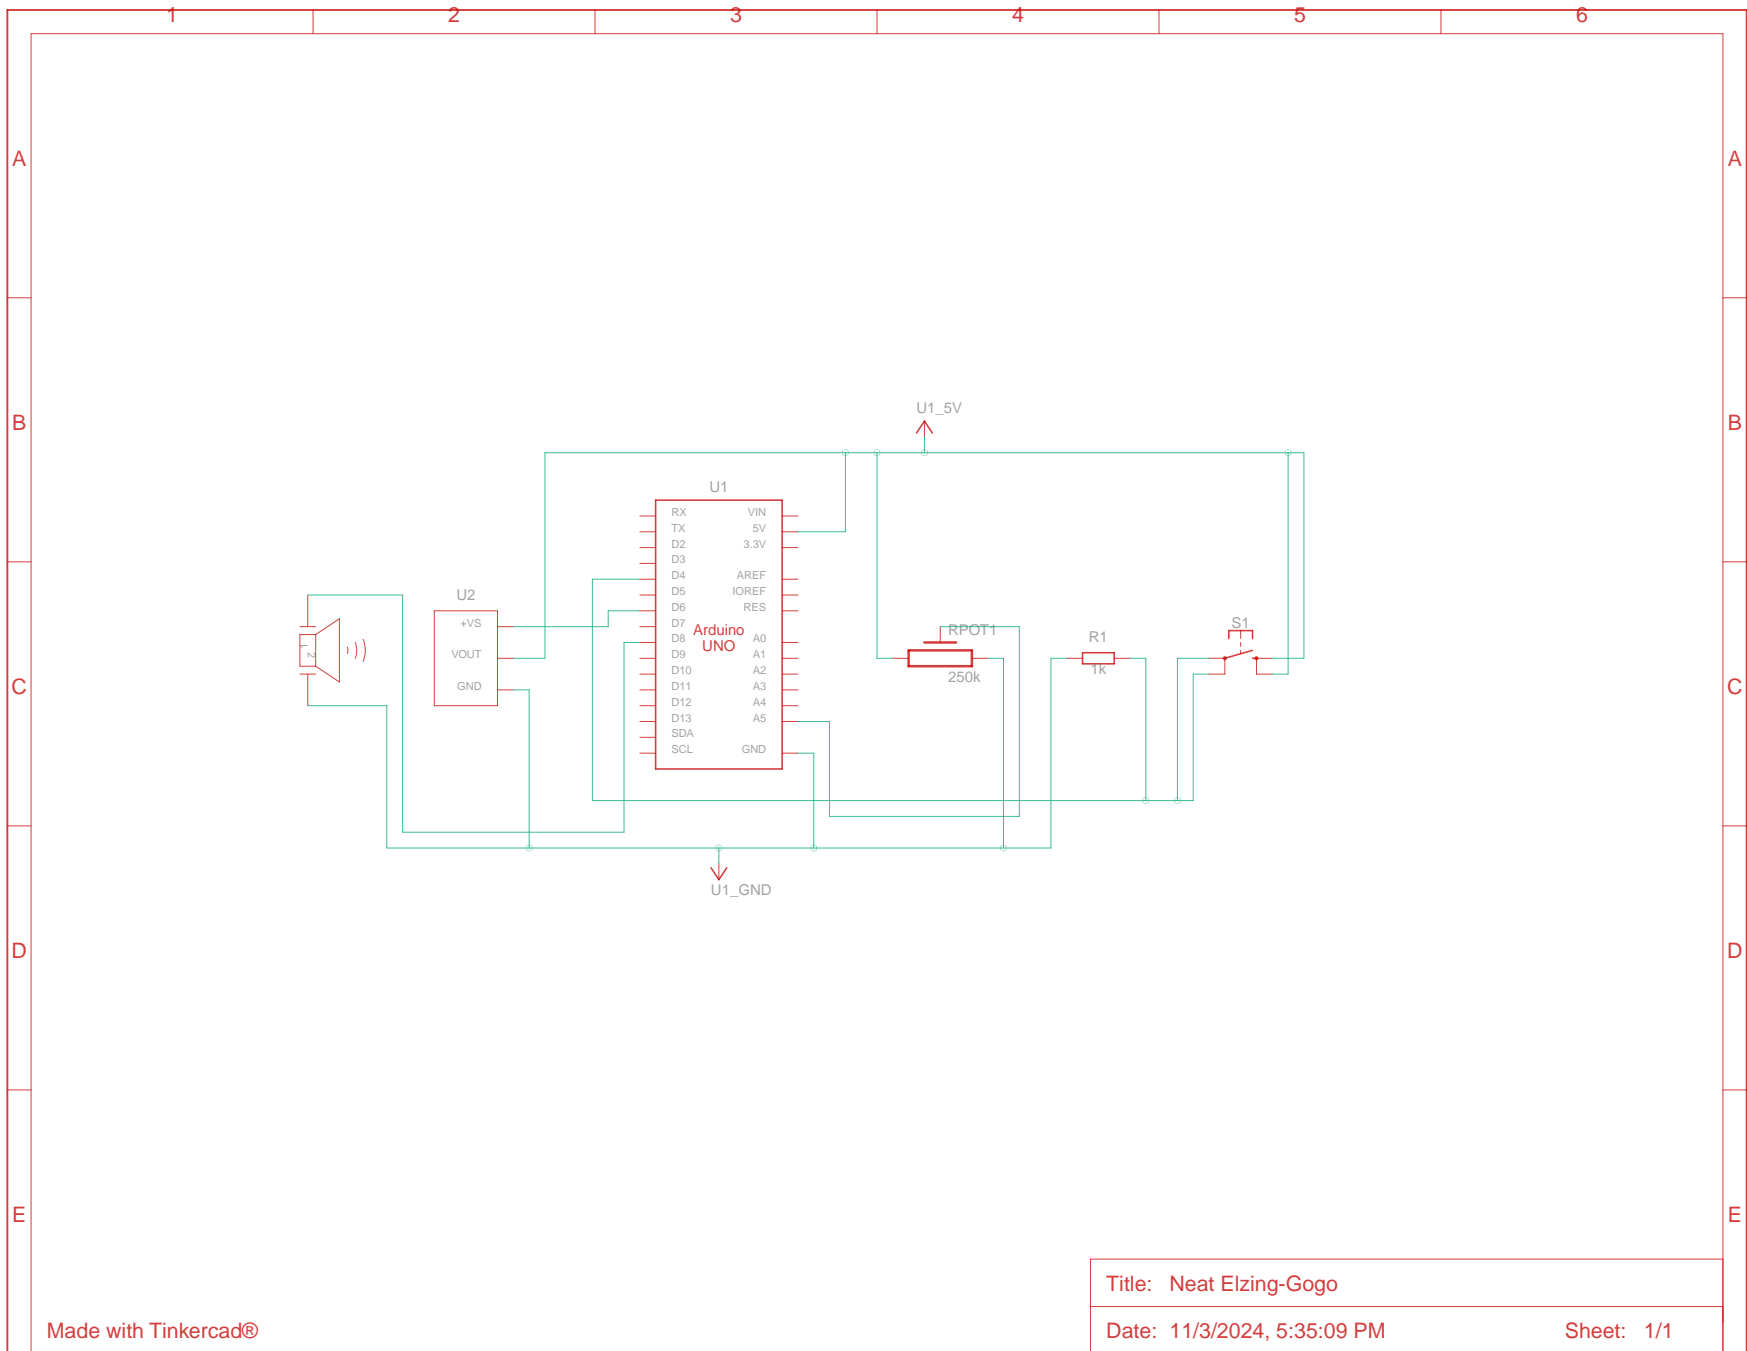 1 2 3 4 5 6
A A
B B
C C
D D
E E
U1_5V
U1
RX VIN
TX 5V
D2 3.3V
D3
D4 AREF
D5 IOREF
D6 RES
D7
D8 A0
D9 A1
D10 A2
D11 A3
D12 A4
D13 A5
SDA
SCL GND
Arduino
UNO
U2
+VS
VOUT
GND
1
2
RPOT1
250k
R1
1k
S1
U1_GND
Title: Neat Elzing-Gogo
Made with Tinkercad®
Date: 11/3/2024, 5:35:09 PM Sheet: 1/1